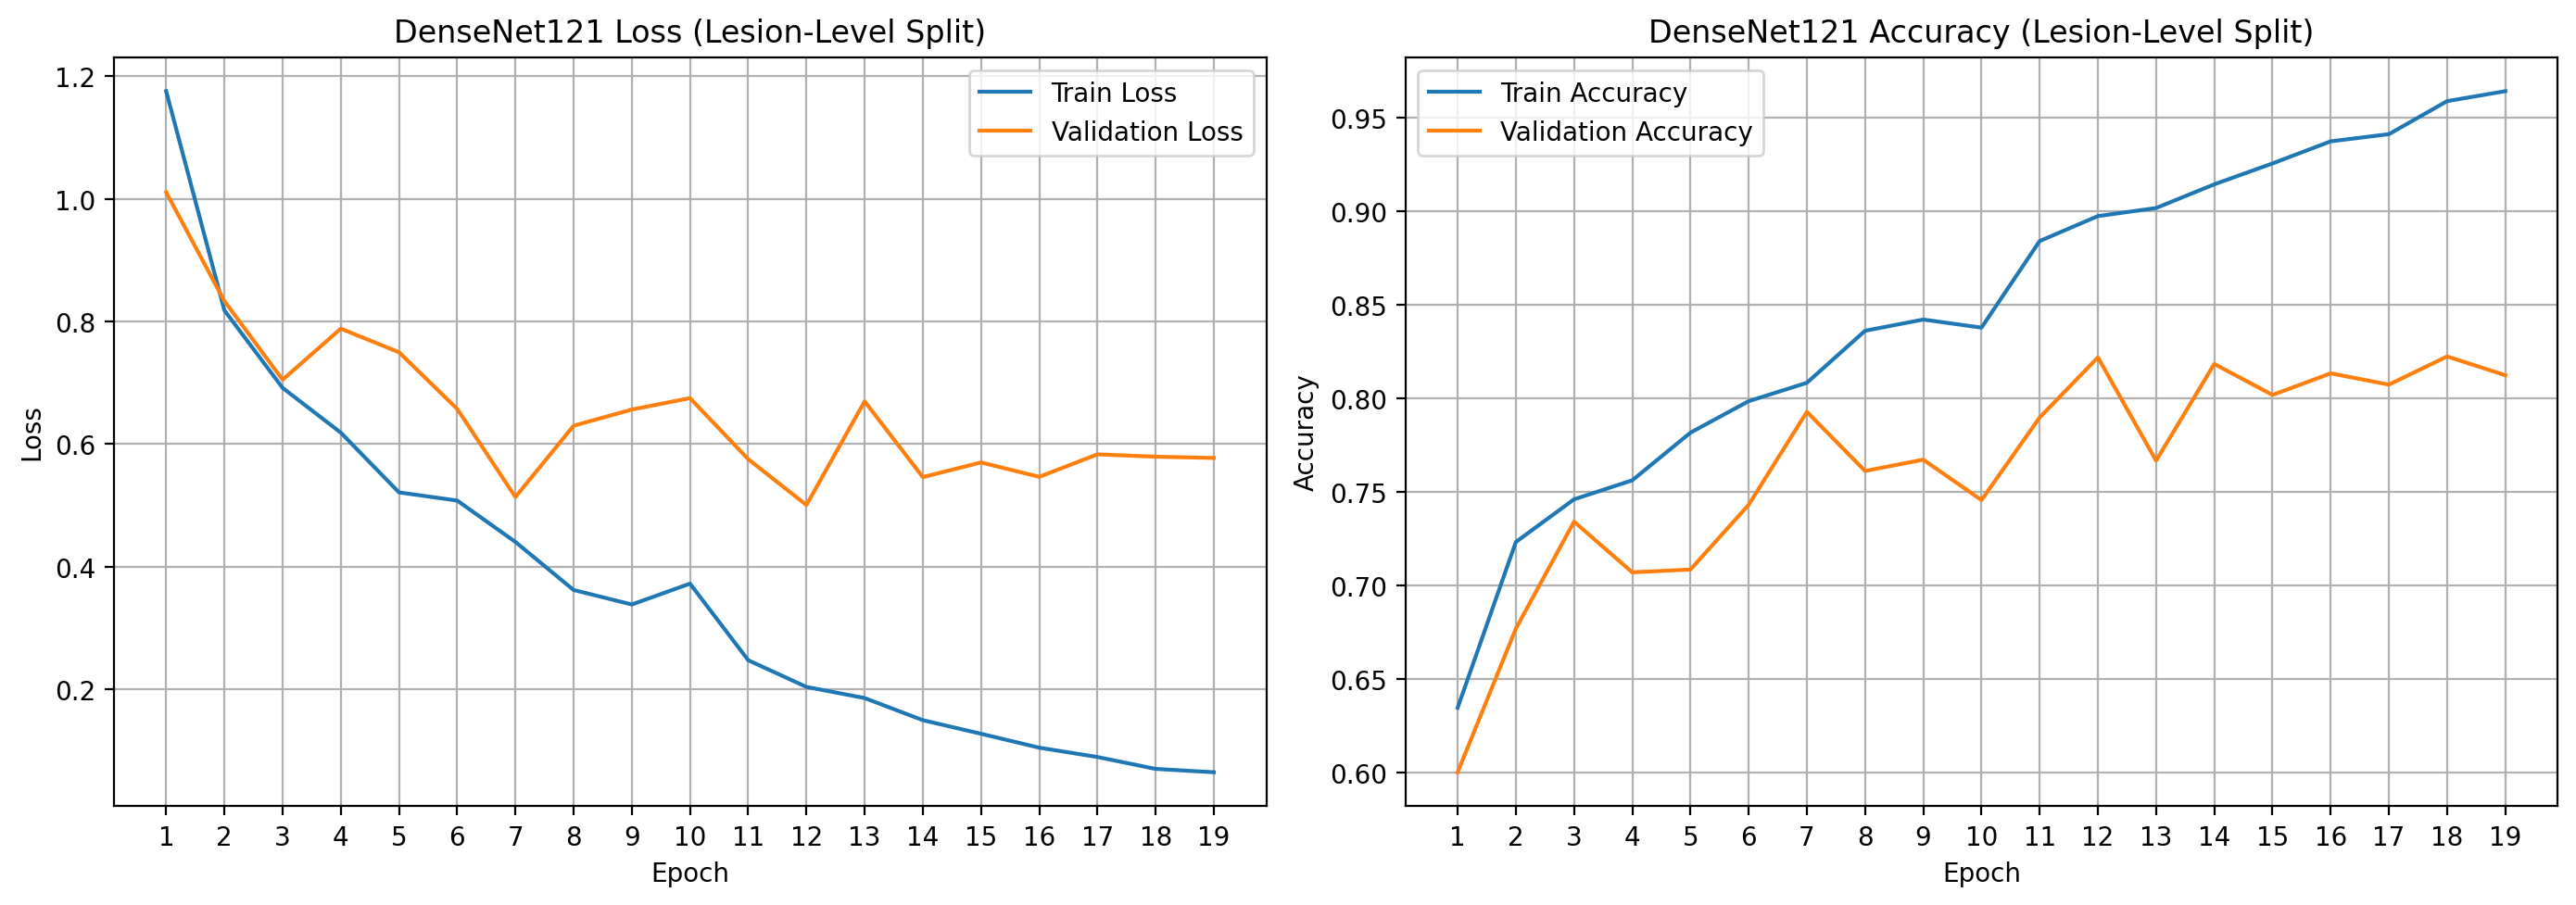 DenseNet121 Loss (Lesion-Level Split)
1.2
1.0
0.8
0.6
0.4
0.2
Loss
Train Loss
Validation Loss
1 2 3 4 5 6 7 8 9 10 11 12 13 14 15 16 17 18 19
Epoch
DenseNet121 Accuracy (Lesion-Level Split)
0.95
0.90
0.85
0.80
0.75
0.70
0.65
0.60
Accuracy
Train Accuracy
Validation Accuracy
1 2 3 4 5 6 7 8 9 10 11 12 13 14 15 16 17 18 19
Epoch